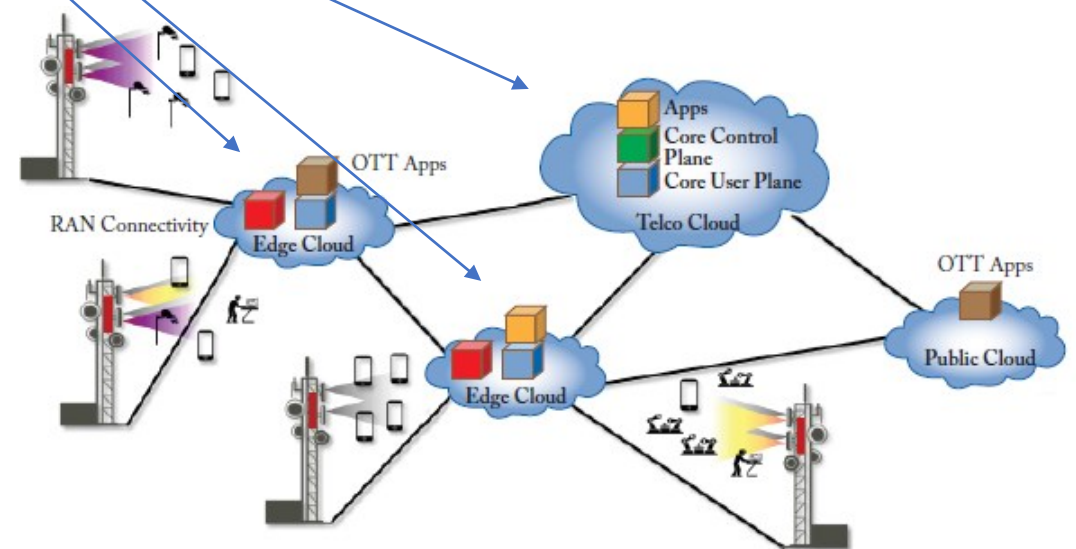 Apps
Core Control
Plane
Core User Plane
Telco Cloud
OTT Apps
RAN Connectivity
Edge Cloud
OTT Apps
Public Cloud
Edge Cloud